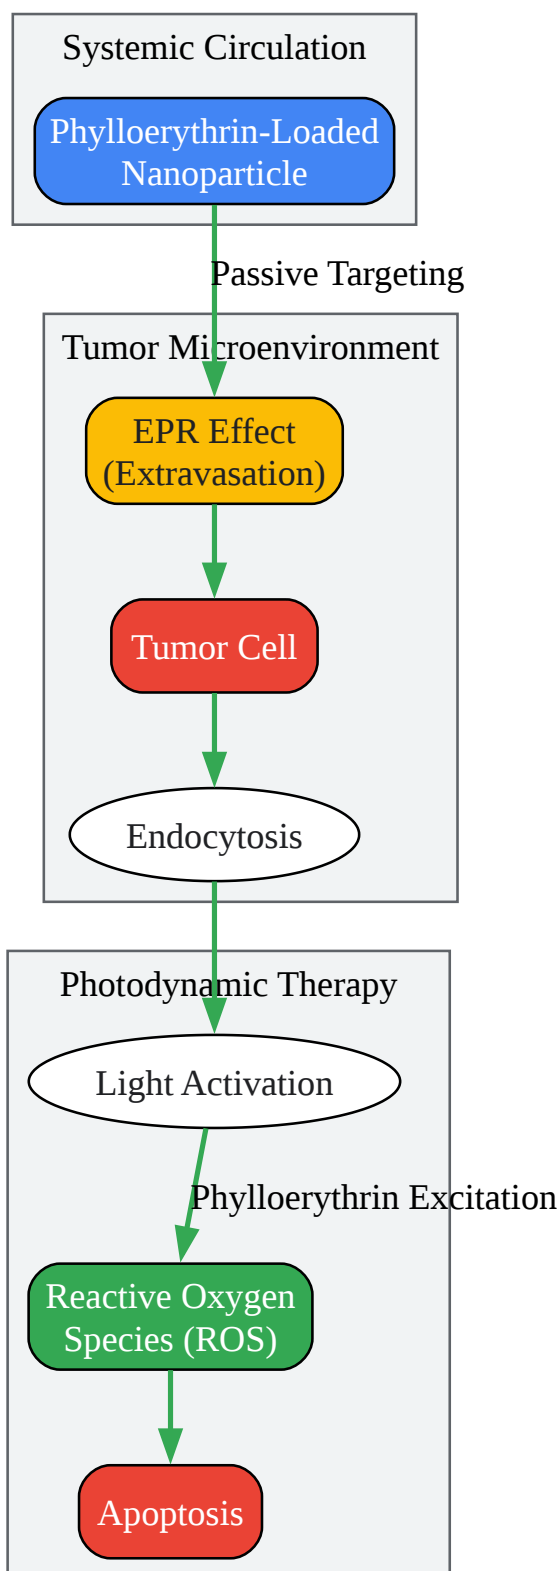 Systemic Circulation
Phylloerythrin-Loaded
Nanoparticle
Passive Targeting
Tumor Microenvironment
EPR Effect
(Extravasation)
Tumor Cell
Endocytosis
Photodynamic Therapy
Light Activation
Phylloerythrin Excitation
Reactive Oxygen
Species (ROS)
Apoptosis